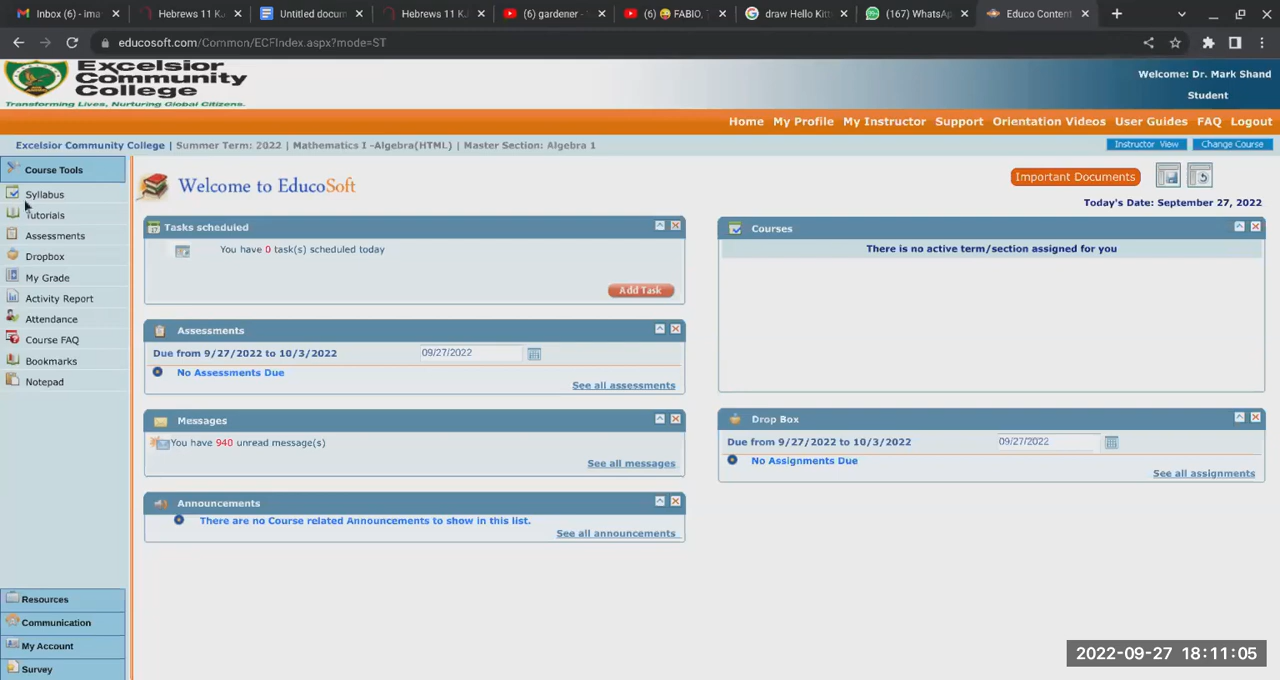 Inbox (6) - ima
Hebrews 11 KJ
Untitled docum
Hebrews 11 KJ
(6) gardener -
(6) 😜 FABIO,
draw Hello Kitt
(167) WhatsAp
Educo Content
educosoft.com/Common/ECFIndex.aspx?mode=ST
Excelsior
Community
College
Transforming Lives, Nurturing Global Citizens.
Welcome: Dr. Mark Shand
Student
Home My Profile My Instructor Support Orientation Videos User Guides FAQ Logout
Excelsior Community College | Summer Term: 2022 | Mathematics I -Algebra(HTML) | Master Section: Algebra 1
Instructor View Change Course
Course Tools
Syllabus
Tutorials
Assessments
Dropbox
My Grade
Activity Report
Attendance
Course FAQ
Bookmarks
Notepad
Resources
Communication
My Account
Survey
Welcome to EducoSoft
Important Documents
Today's Date: September 27, 2022
Tasks scheduled
You have 0 task(s) scheduled today
Add Task
Assessments
Due from 9/27/2022 to 10/3/2022 09/27/2022
No Assessments Due
See all assessments
Messages
You have 940 unread message(s)
See all messages
Announcements
There are no Course related Announcements to show in this list.
See all announcements
Courses
There is no active term/section assigned for you
Drop Box
Due from 9/27/2022 to 10/3/2022 09/27/2022
No Assignments Due
See all assignments
2022-09-27 18:11:05